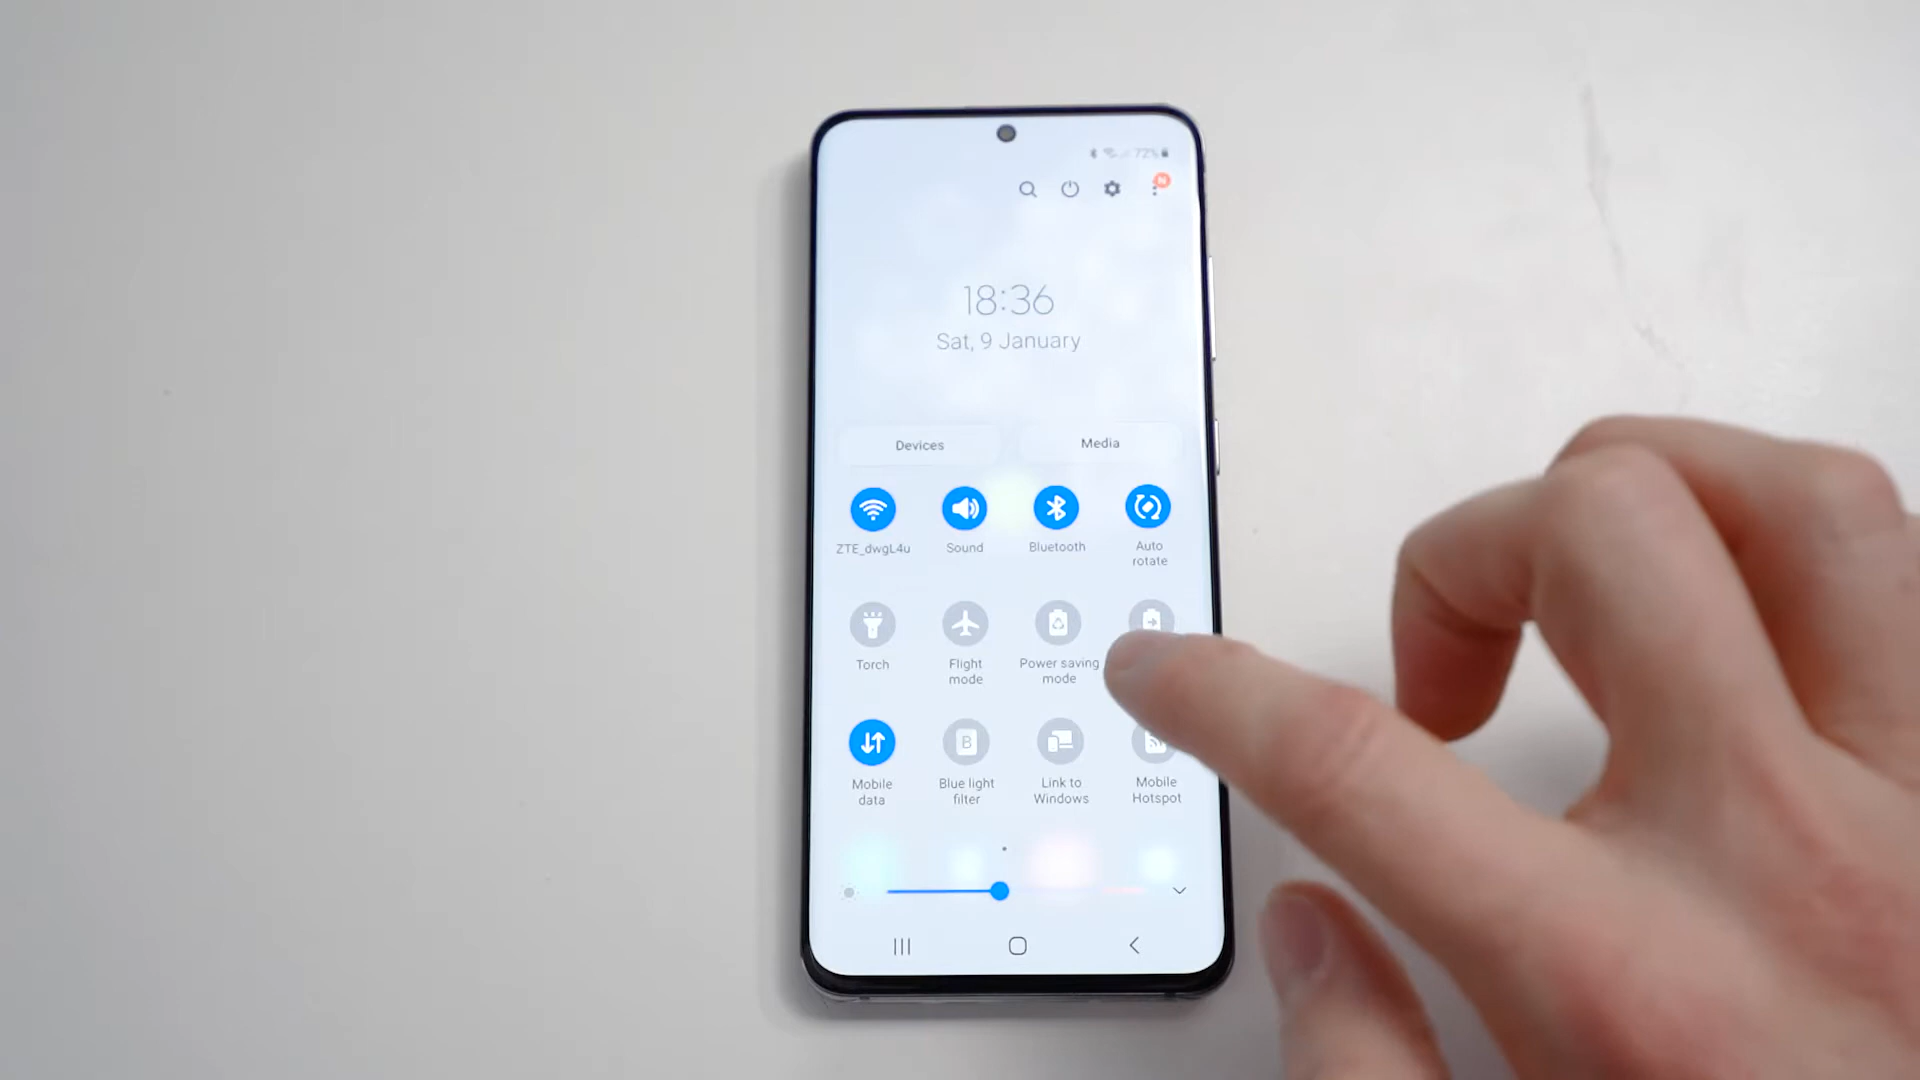 72%
N
18:36
Sat, 9 January
Devices
Media
ZTE_dwgL4u
Sound
Bluetooth
Auto
rotate
Torch
Flight
mode
Power saving
mode
Mobile
data
B
Blue light
filter
Link to
Windows
Mobile
Hotspot